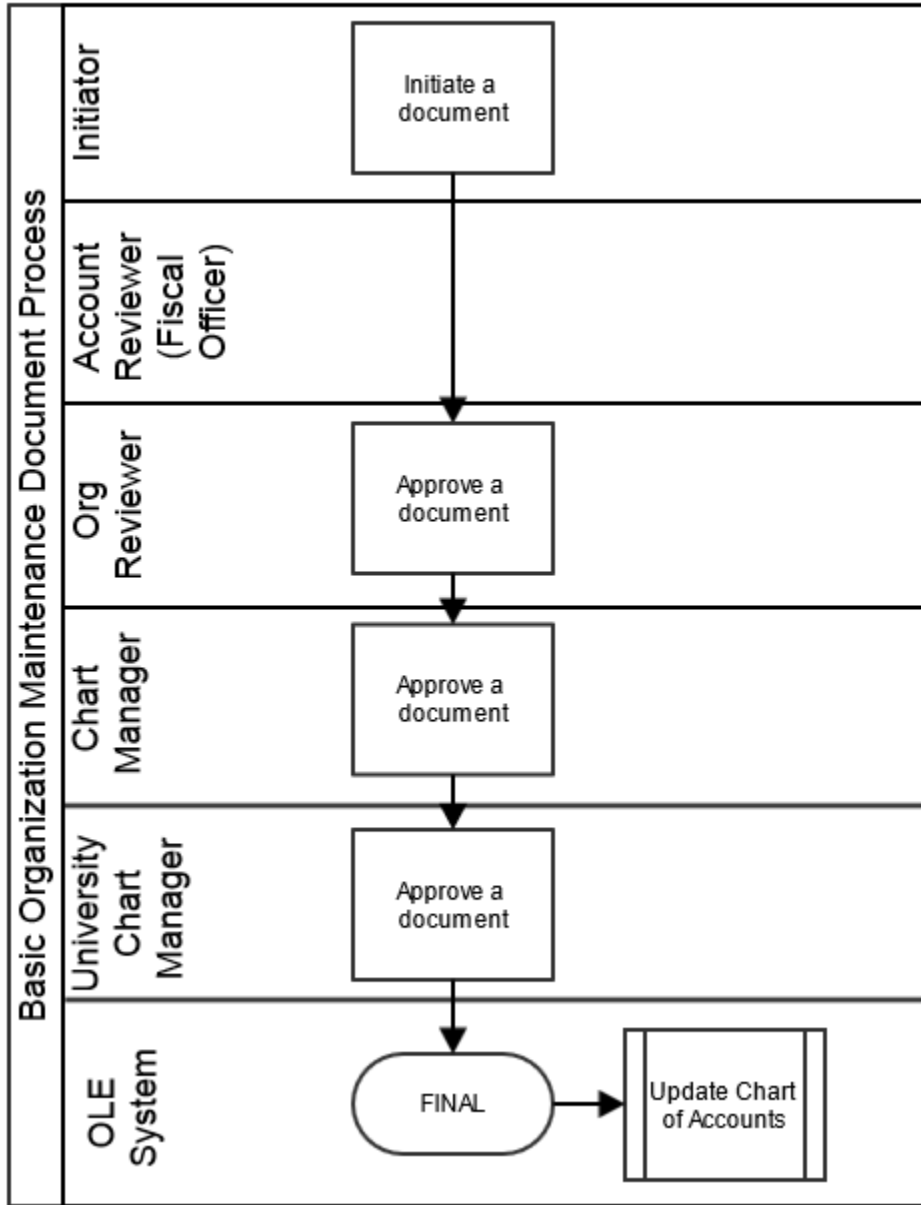 Basic Organization Maintenance Document Process
Initiator
Initiate a
document
Account
Reviewer
(Fiscal
Officer)
Org
Reviewer
Approve a
document
Chart
Manager
Approve a
document
University
Chart
Manager
Approve a
document
OLE
System
FINAL
Update Chart
of Accounts